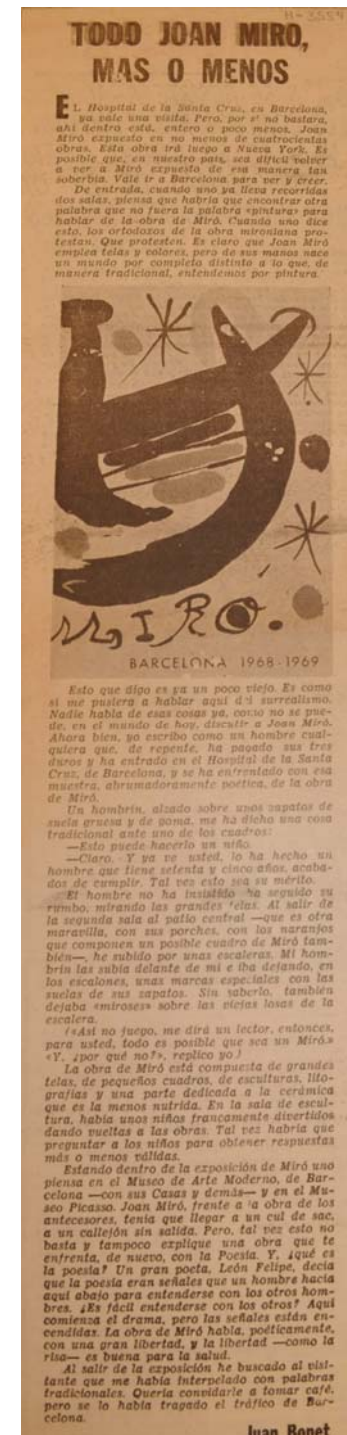 H-3554
TODO JOAN MIRO,
MAS O MENOS
EL Hospital de la Santa Cruz, en Barcelona,
ya vale una visita. Pero, por si no bastara,
ahí dentro está, entero o poco menos, Joan
Miró expuesto en no menos de cuatrocientas
obras. Esta obra irá luego a Nueva York. Es
posible que, en nuestro país, sea difícil volver
a ver a Miró expuesto de esa manera tan
soberbia. Vale ir a Barcelona para ver y creer.
De entrada, cuando uno ya lleva recorridas
dos salas, piensa que habría que encontrar otra
palabra que no fuera la palabra «pintura» para
hablar de la obra de Miró. Cuando uno dice
esto, los ortodoxos de la obra mironiana pro-
testan. Que protesten. Es claro que Joan Miró
emplea telas y colores, pero de sus manos nace
un mundo por completo distinto a lo que, de
manera tradicional, entendemos por pintura.
MIRÓ.
BARCELONA 1968-1969
Esto que digo es ya un poco viejo. Es como
si me pusiera a hablar aquí del surrealismo.
Nadie habla de esas cosas ya, como no se pue-
de, en el mundo de hoy, discutir a Joan Miró.
Ahora bien, yo escribo como un hombre cual-
quiera que, de repente, ha pagado sus tres
duros y ha entrado en el Hospital de la Santa
Cruz, de Barcelona, y se ha enfrentado con esa
muestra, abrumadoramente poética, de la obra
de Miró.
Un hombrín, alzado sobre unos zapatos de
suela gruesa y de goma, me ha dicho una cosa
tradicional ante uno de los cuadros:
—Esto puede hacerlo un niño.
—Claro. Y ya ve usted, lo ha hecho un
hombre que tiene setenta y cinco años, acaba-
dos de cumplir. Tal vez esto sea su mérito.
El hombre no ha insistido ha seguido su
rumbo, mirando las grandes telas. Al salir de
la segunda sala al patio central —que es otra
maravilla, con sus porches, con los naranjos
que componen un posible cuadro de Miró tam-
bién—, he subido por unas escaleras. Mi hom-
brín las subía delante de mí e iba dejando, en
los escalones, unas marcas especiales con las
suelas de sus zapatos. Sin saberlo, también
dejaba «miroses» sobre las viejas losas de la
escalera.
(«Así no juego, me dirá un lector, entonces,
para usted, todo es posible que sea un Miró.»
«Y, ¿por qué no?», replico yo.)
La obra de Miró está compuesta de grandes
telas, de pequeños cuadros, de esculturas, lito-
grafías y una parte dedicada a la cerámica
que es la menos nutrida. En la sala de escul-
tura, había unos niños francamente divertidos
dando vueltas a las obras. Tal vez habría que
preguntar a los niños para obtener respuestas
más o menos válidas.
Estando dentro de la exposición de Miró uno
piensa en el Museo de Arte Moderno, de Bar-
celona —con sus Casas y demás— y en el Mu-
seo Picasso. Joan Miró, frente a la obra de los
antecesores, tenía que llegar a un cul de sac,
a un callejón sin salida. Pero, tal vez esto no
basta y tampoco explique una obra que te
enfrenta, de nuevo, con la Poesía. Y, ¿qué es
la poesía? Un gran poeta, León Felipe, decía
que la poesía eran señales que un hombre hacía
aquí abajo para entenderse con los otros hom-
bres. ¿Es fácil entenderse con los otros? Aquí
comienza el drama, pero las señales están en-
cendidas. La obra de Miró habla, poéticamente,
con una gran libertad, y la libertad —como la
risa— es buena para la salud.
Al salir de la exposición he buscado al visi-
tante que me había interpelado con palabras
tradicionales. Quería convidarle a tomar café,
pero se lo había tragado el tráfico de Bar-
celona.
Juan Bonet